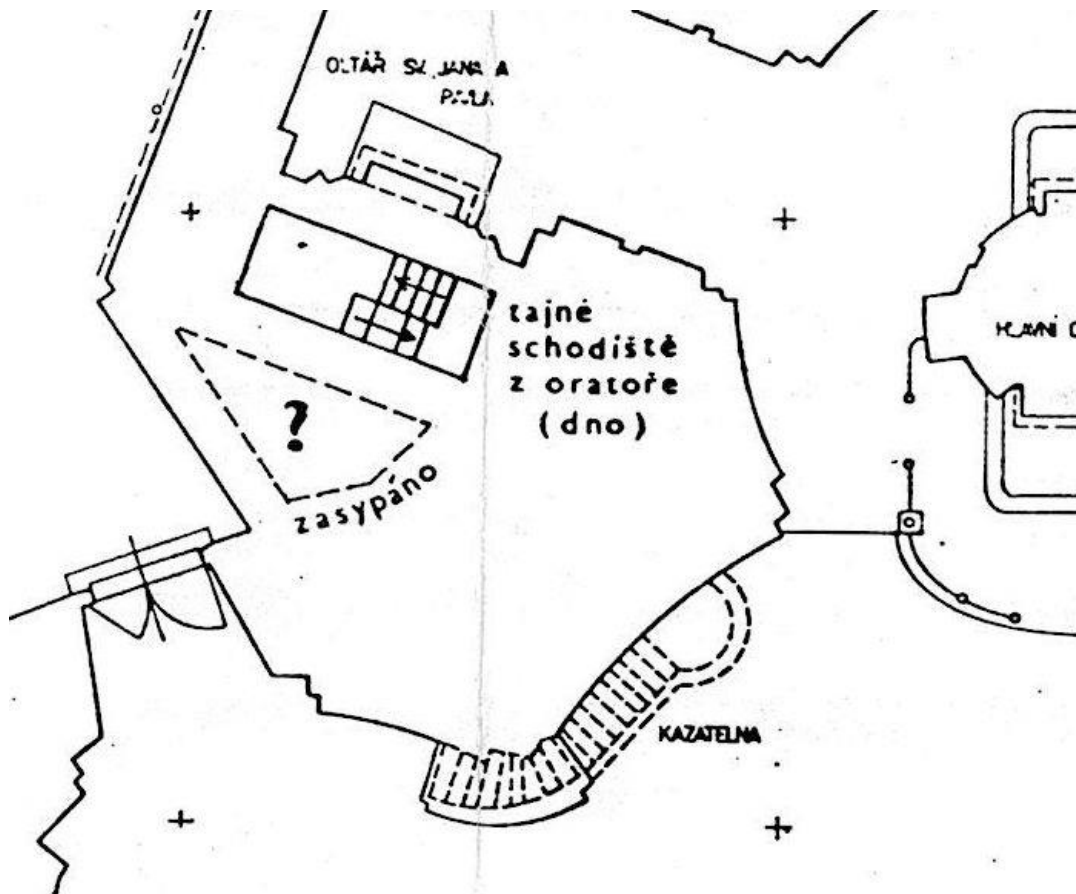 OLTÁŘ SV. JANA A
PAVLA
tajné
schodiště
z oratoře
(dno)
HLAVNÍ O
?
zasypáno
KAZATELNA